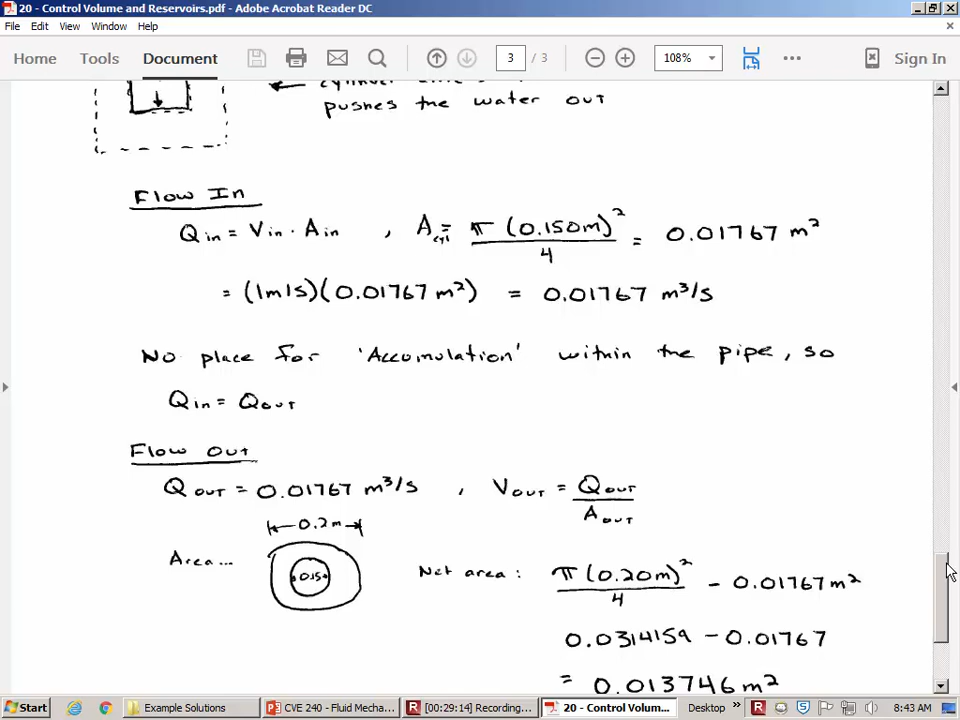 20 - Control Volume and Reservoirs.pdf - Adobe Acrobat Reader DC
File Edit View Window Help
Home Tools Document 3 / 3 108% Sign In
pushes the water out
Flow In
Qin = Vin · Ain , Acyl = π(0.150m)²/4 = 0.01767 m²
= (1m/s)(0.01767 m²) = 0.01767 m³/s
No place for 'Accumulation' within the pipe, so
Qin = Qout
Flow Out
Qout = 0.01767 m³/s , Vout = Qout/Aout
0.2m
Area... 0.15 Net area: π(0.20m)²/4 - 0.01767m²
0.0314159 - 0.01767
= 0.013746m²
Start Example Solutions CVE 240 - Fluid Mecha... [00:29:14] Recording... 20 - Control Volum... Desktop » 8:43 AM